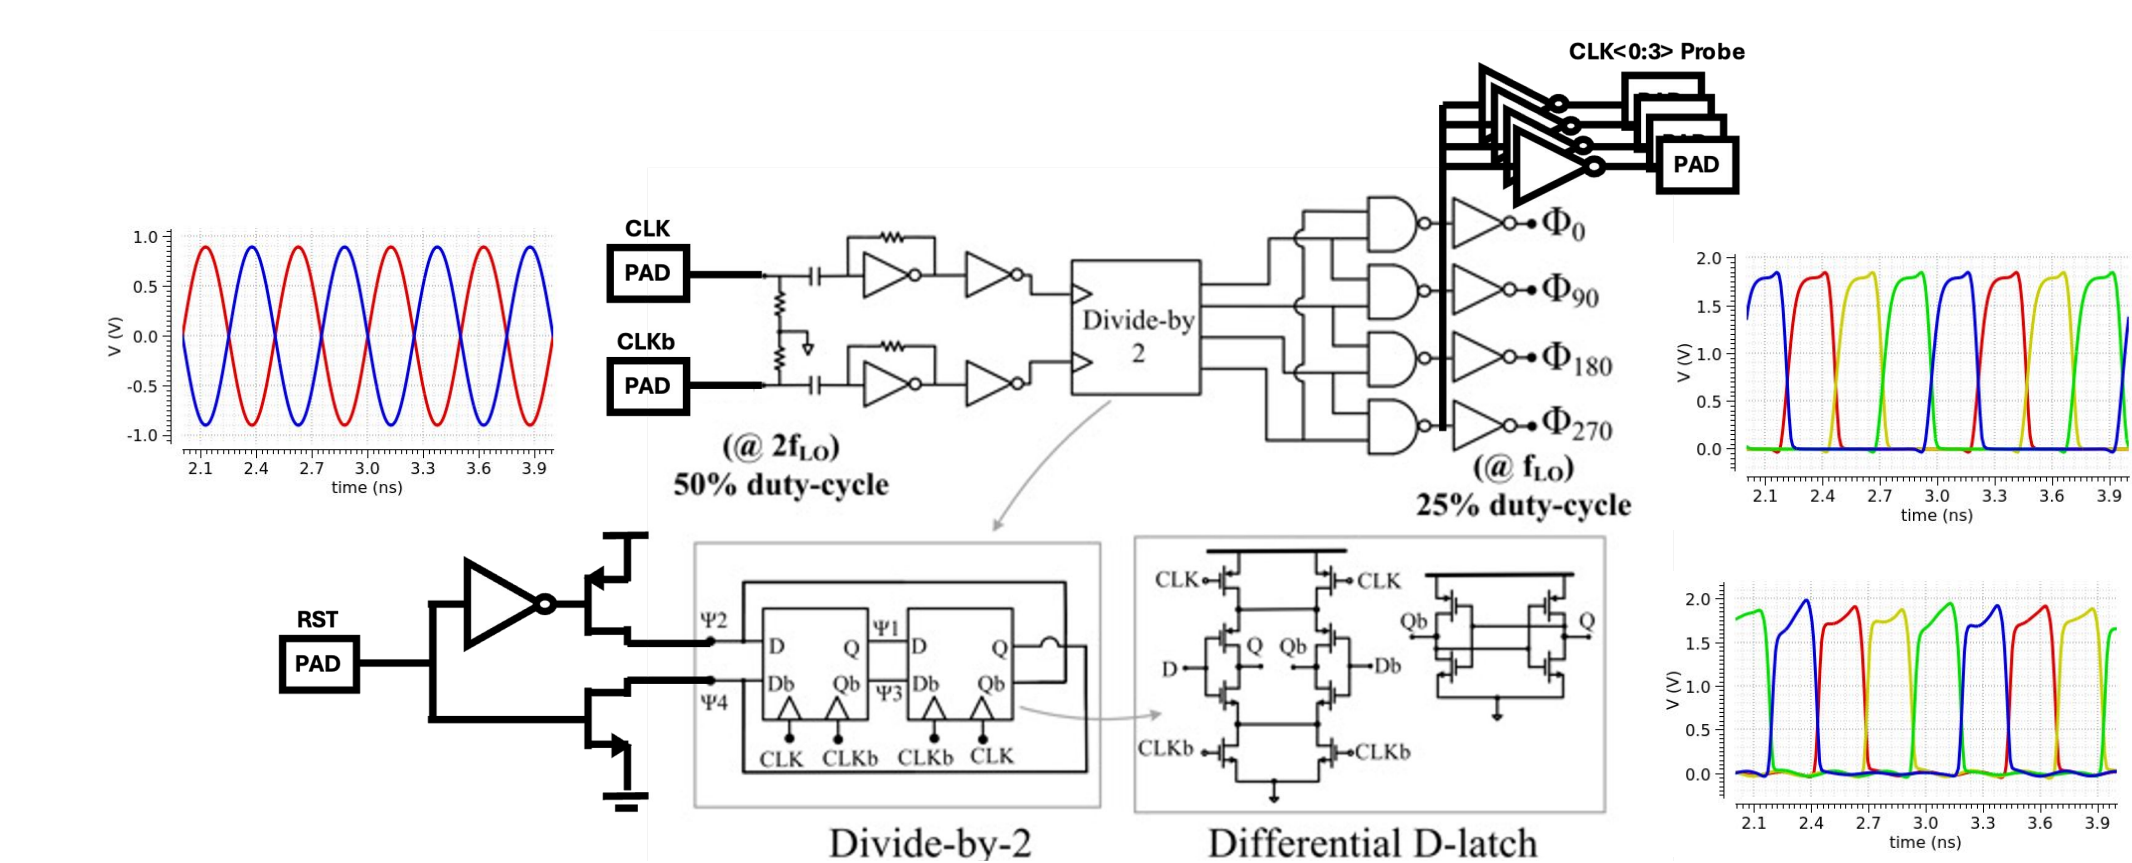 CLK<0:3> Probe
PAD
CLK
PAD
CLKb
PAD
Divide-by
2
Φ0
Φ90
Φ180
Φ270
(@ 2fLO)
50% duty-cycle
(@ fLO)
25% duty-cycle
1.0
0.5
0.0
-0.5
-1.0
V (V)
2.1 2.4 2.7 3.0 3.3 3.6 3.9
time (ns)
2.0
1.5
1.0
0.5
0.0
V (V)
2.1 2.4 2.7 3.0 3.3 3.6 3.9
time (ns)
RST
PAD
Ψ2
Ψ4
D Q Ψ1 D Q
Db Qb Ψ3 Db Qb
CLK CLKb CLKb CLK
Divide-by-2
CLK CLK
D Q Qb Db
CLKb CLKb
Qb Q
Differential D-latch
2.0
1.5
1.0
0.5
0.0
V (V)
2.1 2.4 2.7 3.0 3.3 3.6 3.9
time (ns)